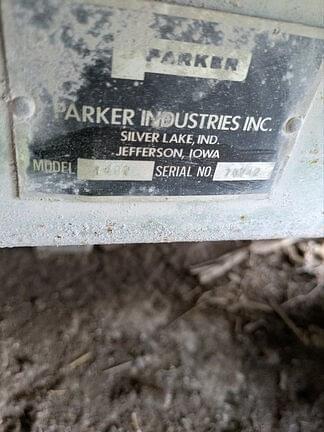 PARKER
PARKER INDUSTRIES INC.
SILVER LAKE, IND.
JEFFERSON, IOWA
MODEL SERIAL NO.